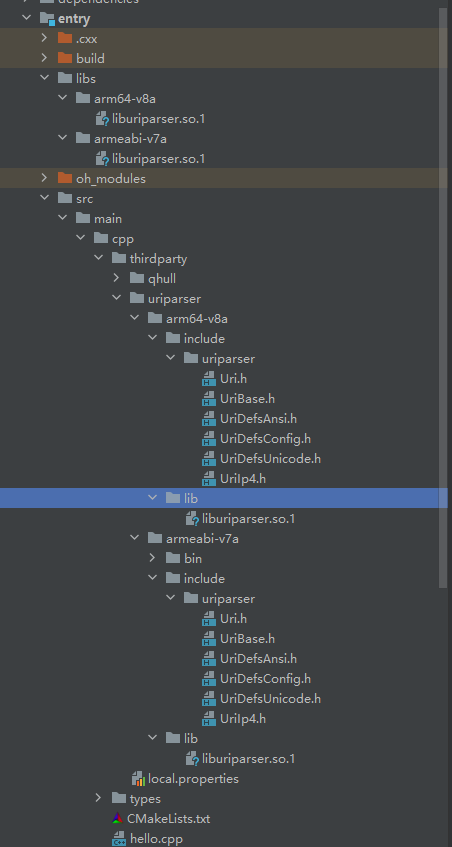 dependencies
entry
.cxx
build
libs
arm64-v8a
liburiparser.so.1
armeabi-v7a
liburiparser.so.1
oh_modules
src
main
cpp
thirdparty
qhull
uriparser
arm64-v8a
include
uriparser
Uri.h
UriBase.h
UriDefsAnsi.h
UriDefsConfig.h
UriDefsUnicode.h
UriIp4.h
lib
liburiparser.so.1
armeabi-v7a
bin
include
uriparser
Uri.h
UriBase.h
UriDefsAnsi.h
UriDefsConfig.h
UriDefsUnicode.h
UriIp4.h
lib
liburiparser.so.1
local.properties
types
CMakeLists.txt
hello.cpp